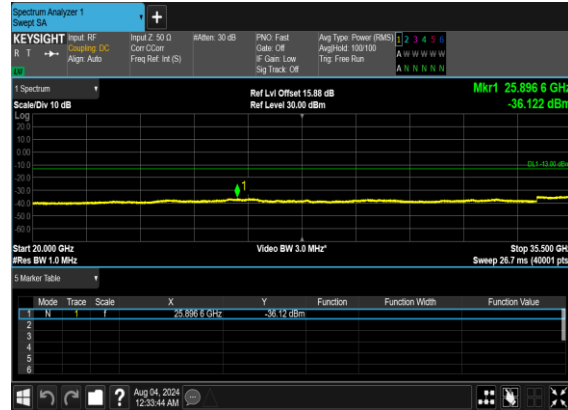 Spectrum Analyzer 1
Swept SA
+
KEYSIGHT
R T
LM
Input: RF
Coupling: DC
Align: Auto
Input Z: 50 Ω
Corr CCorr
Freq Ref: Int (S)
#Atten: 30 dB
PNO: Fast
Gate: Off
IF Gain: Low
Sig Track: Off
Avg Type: Power (RMS)
Avg|Hold: 100/100
Trig: Free Run
1 2 3 4 5 6
A W W W W W
A N N N N N
1 Spectrum
Scale/Div 10 dB
Ref Lvl Offset 15.88 dB
Ref Level 30.00 dBm
Mkr1 25.896 6 GHz
-36.122 dBm
Log
20.0
10.0
0.00
-10.0
DL1 -13.00 dBm
-20.0
1
-30.0
-40.0
-50.0
-60.0
Start 20.000 GHz
#Res BW 1.0 MHz
Video BW 3.0 MHz*
Stop 35.500 GHz
Sweep 26.7 ms (40001 pts)
5 Marker Table
Mode Trace Scale X Y Function Function Width Function Value
1 N 1 f 25.896 6 GHz -36.12 dBm
2
3
4
5
6
?
Aug 04, 2024
12:33:44 AM